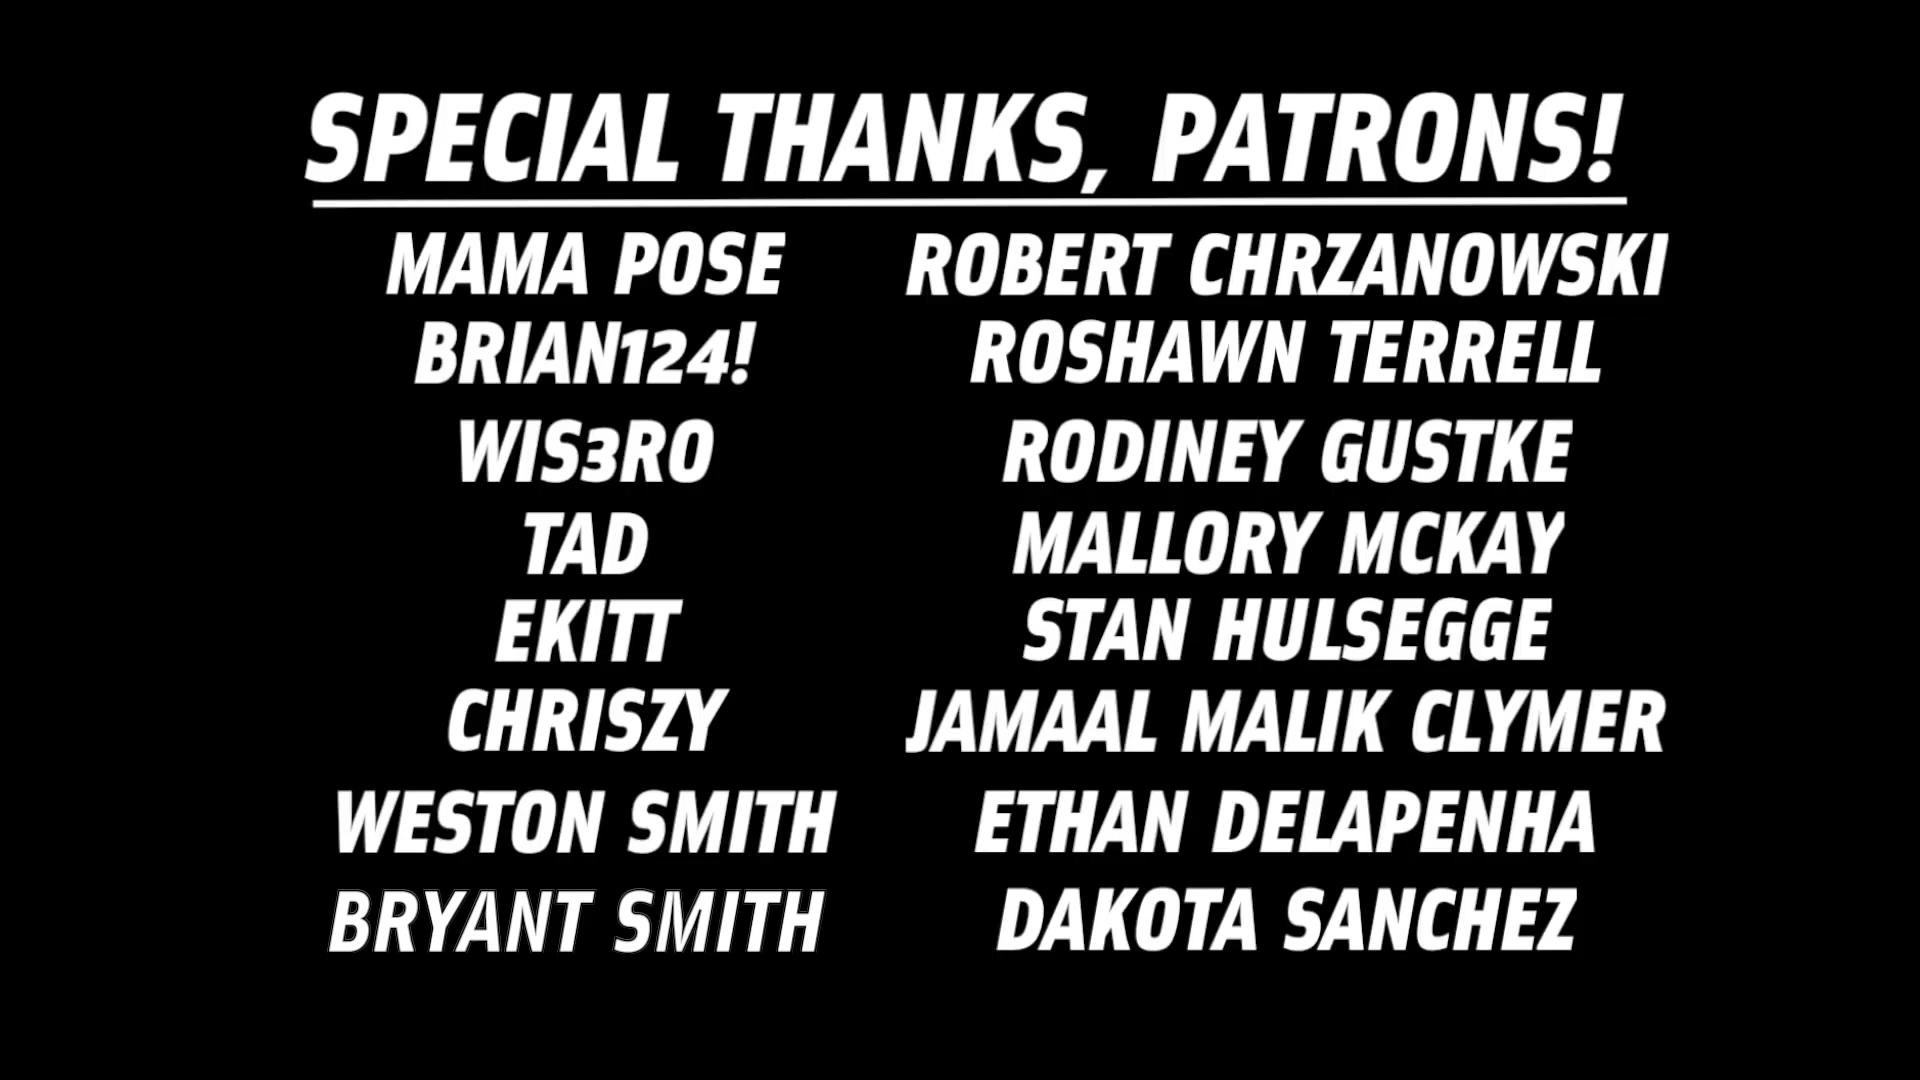 SPECIAL THANKS, PATRONS!
MAMA POSE
BRIAN124!
WIS3RO
TAD
EKITT
CHRISZY
WESTON SMITH
BRYANT SMITH
ROBERT CHRZANOWSKI
ROSHAWN TERRELL
RODINEY GUSTKE
MALLORY MCKAY
STAN HULSEGGE
JAMAAL MALIK CLYMER
ETHAN DELAPENHA
DAKOTA SANCHEZ